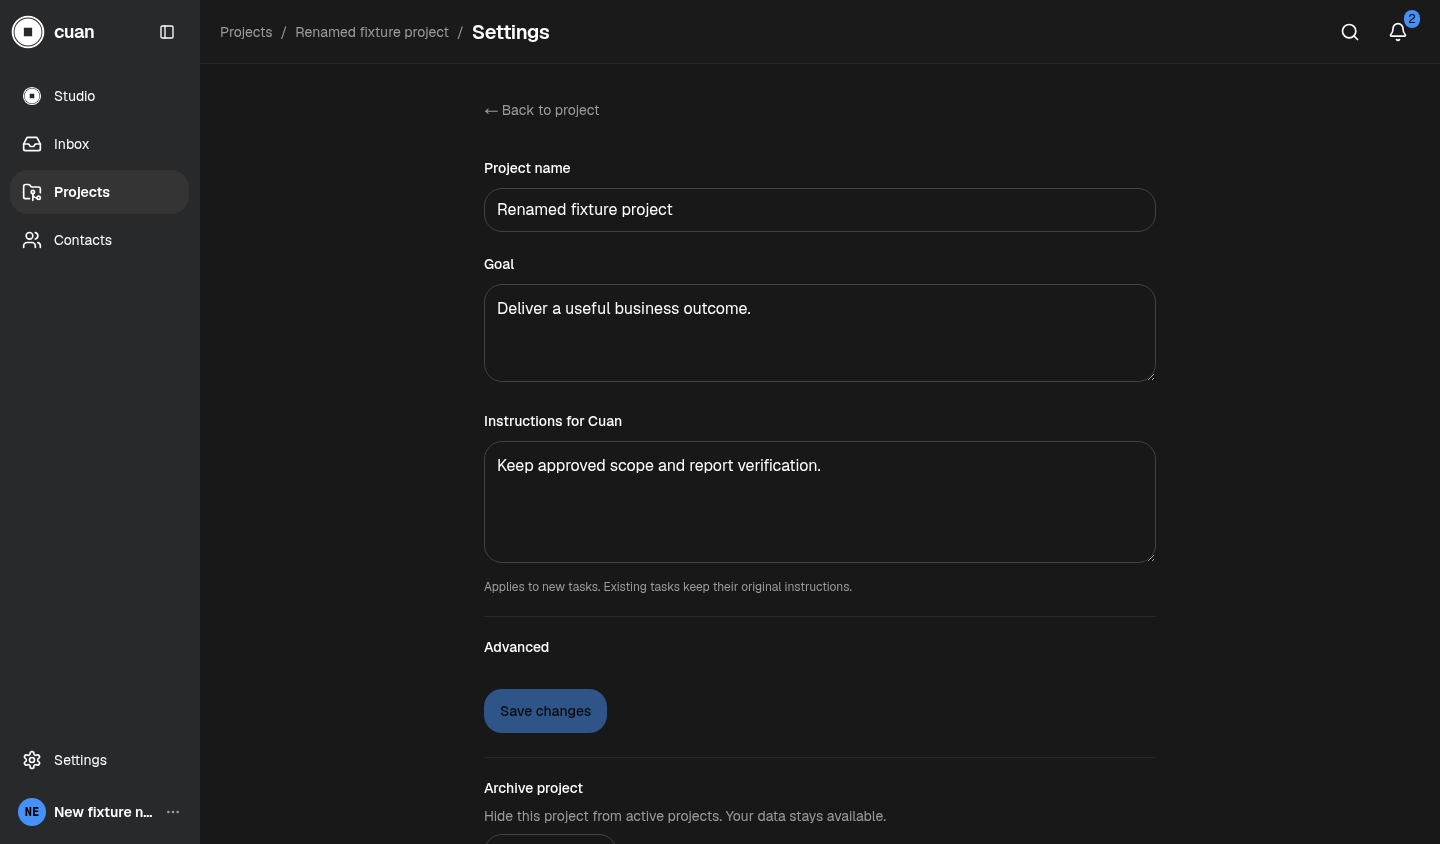 cuan
Projects / Renamed fixture project / Settings
2
Studio
Inbox
Projects
Contacts
← Back to project
Project name
Renamed fixture project
Goal
Deliver a useful business outcome.
Instructions for Cuan
Keep approved scope and report verification.
Applies to new tasks. Existing tasks keep their original instructions.
Advanced
Save changes
Archive project
Hide this project from active projects. Your data stays available.
Settings
NE New fixture n...